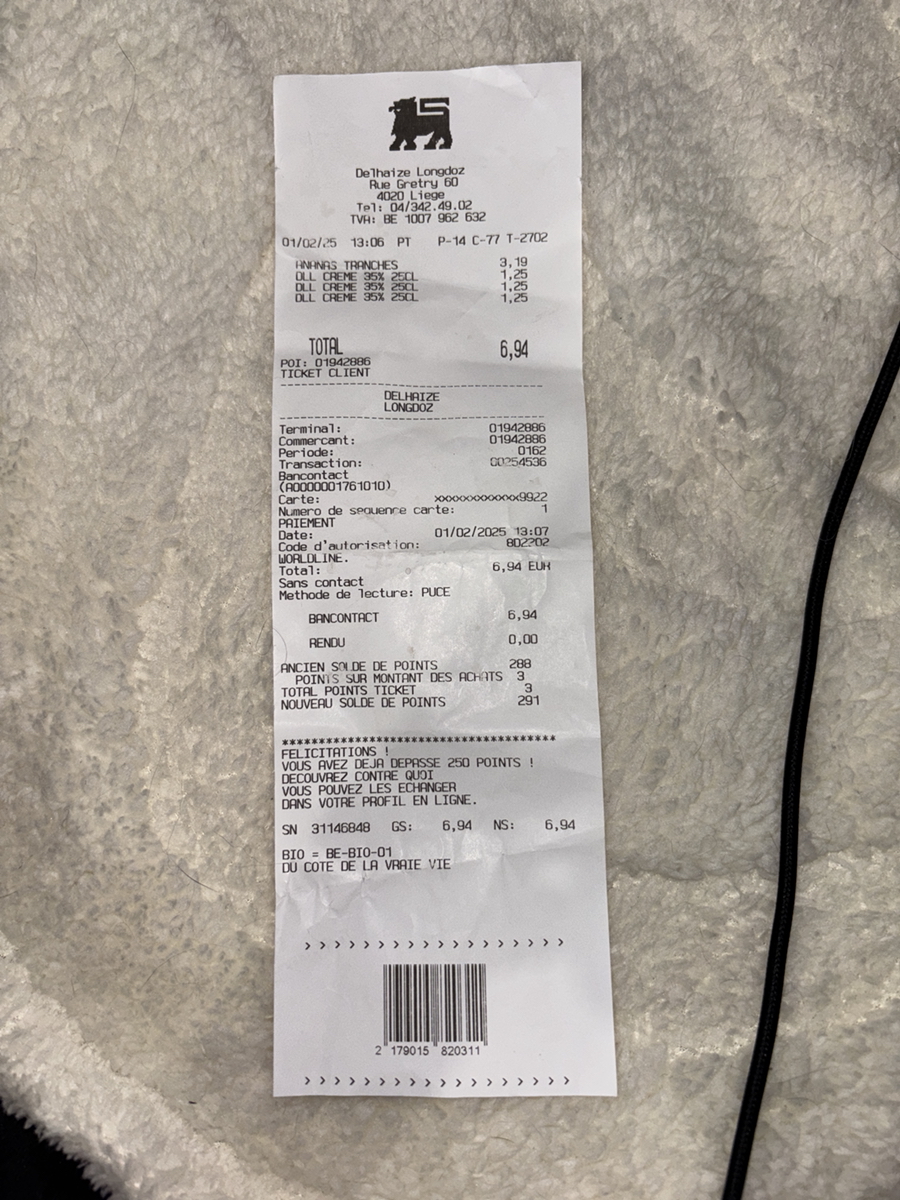 Delhaize Longdoz
Rue Gretry 60
4020 Liege
Tel: 04/342.49.02
TVA: BE 1007 962 632
01/02/25 13:06 PT P-14 C-77 T-2702
ANANAS TRANCHES 3,19
DLL CREME 35% 25CL 1,25
DLL CREME 35% 25CL 1,25
DLL CREME 35% 25CL 1,25
TOTAL 6,94
POI: 01942886
TICKET CLIENT
--------------------------------------
DELHAIZE
LONGDOZ
--------------------------------------
Terminal: 01942886
Commercant: 01942886
Periode: 0162
Transaction: 00254536
Bancontact
(A0000001761010)
Carte: xxxxxxxxxxxxx9922
Numero de sequence carte: 1
PAIEMENT
Date: 01/02/2025 13:07
Code d'autorisation: 802202
WORLDLINE.
Total: 6,94 EUR
Sans contact
Methode de lecture: PUCE
BANCONTACT 6,94
RENDU 0,00
ANCIEN SOLDE DE POINTS 288
POINTS SUR MONTANT DES ACHATS 3
TOTAL POINTS TICKET 3
NOUVEAU SOLDE DE POINTS 291
**************************************
FELICITATIONS !
VOUS AVEZ DEJA DEPASSE 250 POINTS !
DECOUVREZ CONTRE QUOI
VOUS POUVEZ LES ECHANGER
DANS VOTRE PROFIL EN LIGNE.
SN 31146848 GS: 6,94 NS: 6,94
BIO = BE-BIO-01
DU COTE DE LA VRAIE VIE
> > > > > > > > > > > > > > > > > >
2 179015 820311
> > > > > > > > > > > > > > > > > >